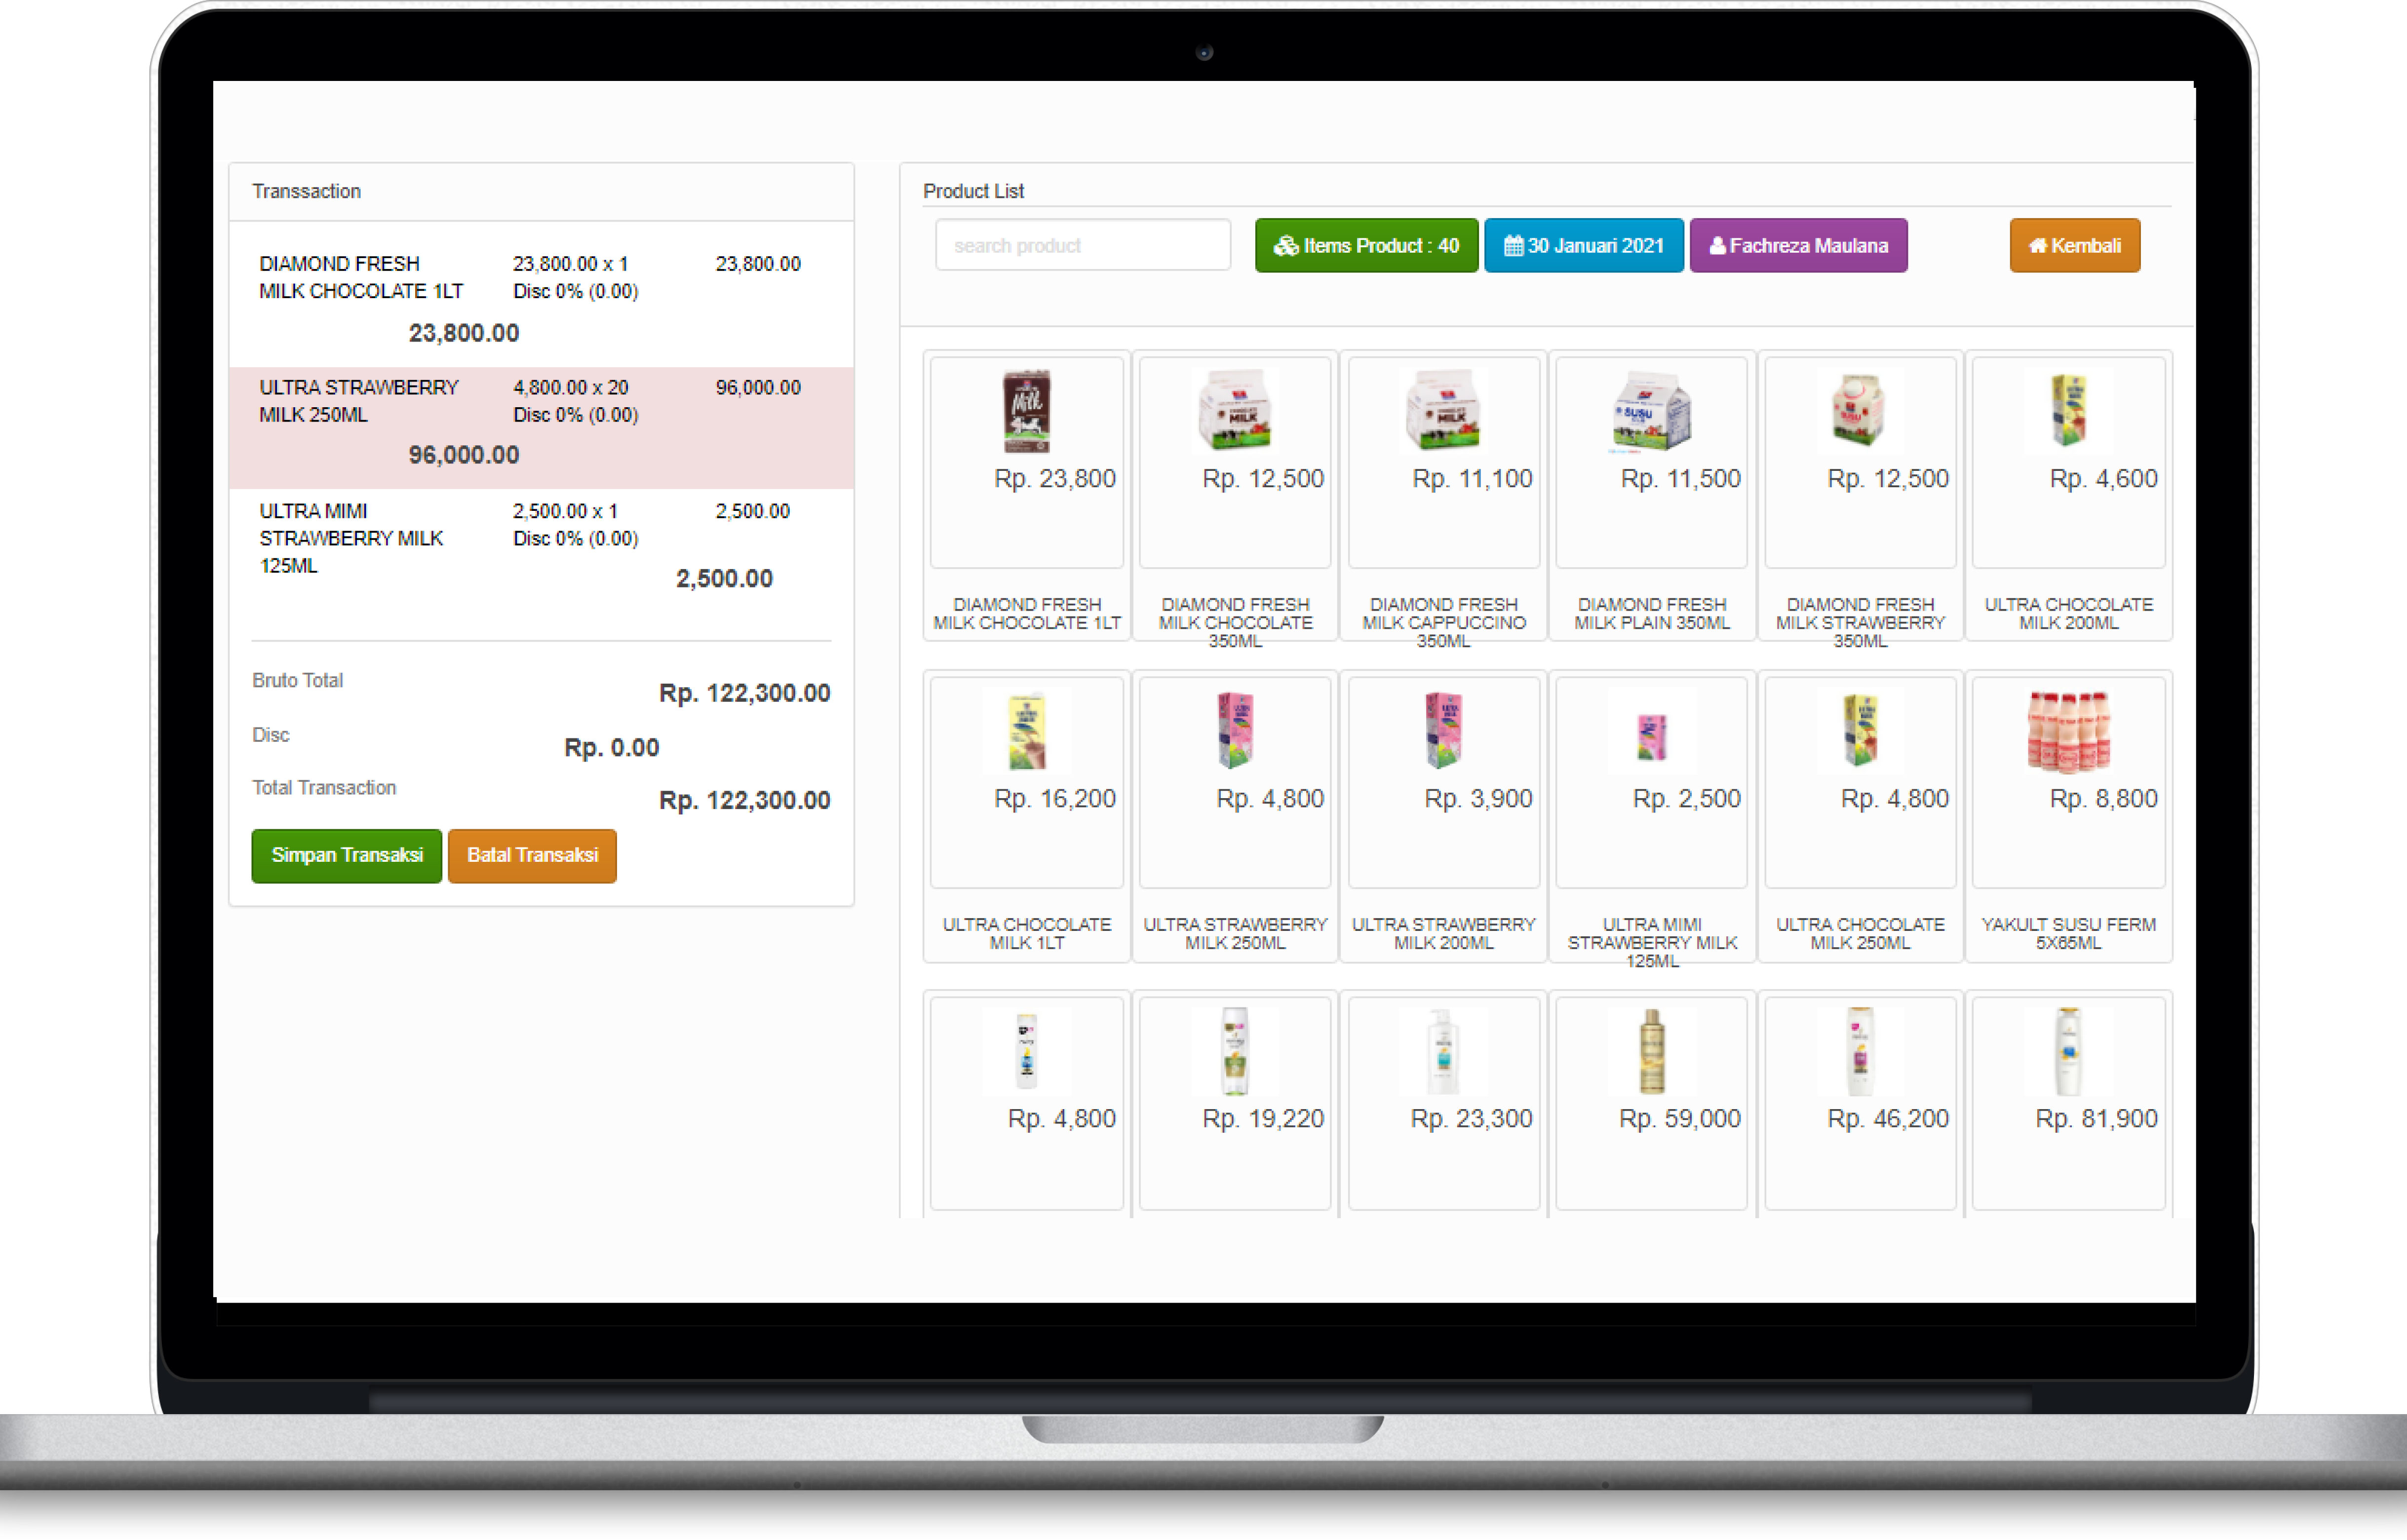 Transsaction
DIAMOND FRESH 23,800.00 x 1 23,800.00
MILK CHOCOLATE 1LT Disc 0% (0.00)
23,800.00
ULTRA STRAWBERRY 4,800.00 x 20 96,000.00
MILK 250ML Disc 0% (0.00)
96,000.00
ULTRA MIMI 2,500.00 x 1 2,500.00
STRAWBERRY MILK Disc 0% (0.00)
125ML
2,500.00
Bruto Total
Rp. 122,300.00
Disc
Rp. 0.00
Total Transaction
Rp. 122,300.00
Simpan Transaksi Batal Transaksi
Product List
search product Items Product : 40 30 Januari 2021 Fachreza Maulana Kembali
Milk MILK MILK SUSU
Rp. 23,800 Rp. 12,500 Rp. 11,100 Rp. 11,500 Rp. 12,500 Rp. 4,600
DIAMOND FRESH DIAMOND FRESH DIAMOND FRESH DIAMOND FRESH DIAMOND FRESH ULTRA CHOCOLATE
MILK CHOCOLATE 1LT MILK CHOCOLATE MILK CAPPUCCINO MILK PLAIN 350ML MILK STRAWBERRY MILK 200ML
350ML 350ML 350ML
Rp. 16,200 Rp. 4,800 Rp. 3,900 Rp. 2,500 Rp. 4,800 Rp. 8,800
ULTRA CHOCOLATE ULTRA STRAWBERRY ULTRA STRAWBERRY ULTRA MIMI ULTRA CHOCOLATE YAKULT SUSU FERM
MILK 1LT MILK 250ML MILK 200ML STRAWBERRY MILK MILK 250ML 5X65ML
125ML
Rp. 4,800 Rp. 19,220 Rp. 23,300 Rp. 59,000 Rp. 46,200 Rp. 81,900